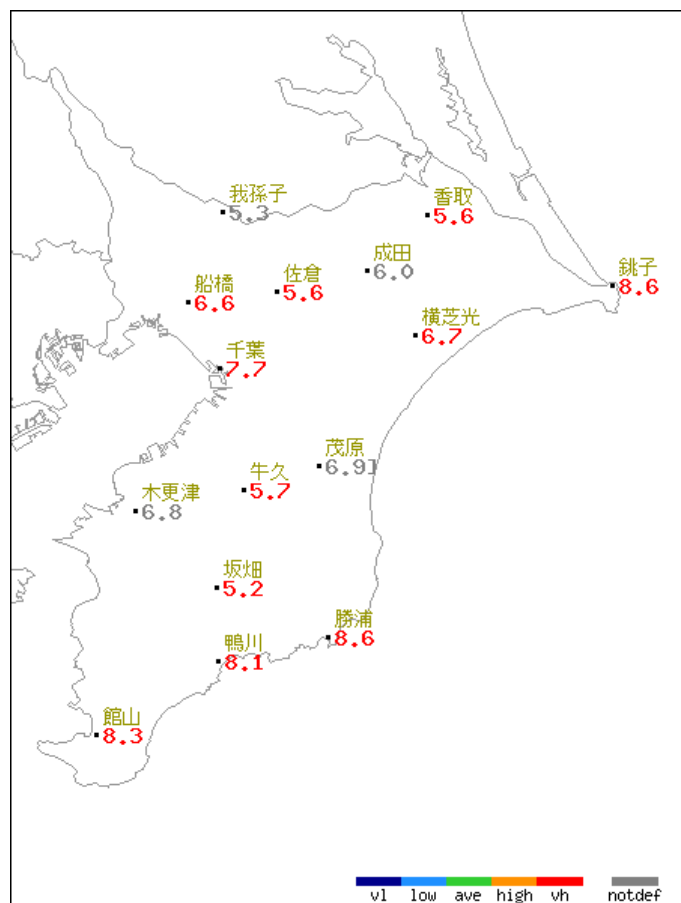 我孫子
5.3
香取
5.6
成田
6.0
佐倉
5.6
船橋
6.6
銚子
8.6
横芝光
6.7
千葉
7.7
茂原
6.9]
牛久
5.7
木更津
6.8
坂畑
5.2
勝浦
8.6
鴨川
8.1
館山
8.3
vl low ave high vh notdef